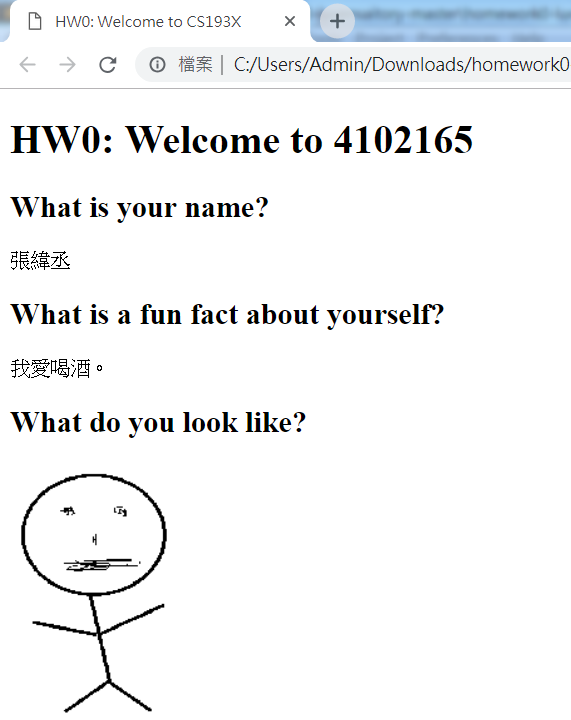 HW0: Welcome to CS193X
檔案 | C:/Users/Admin/Downloads/homework0
HW0: Welcome to 4102165
What is your name?
張緯丞
What is a fun fact about yourself?
我愛喝酒。
What do you look like?